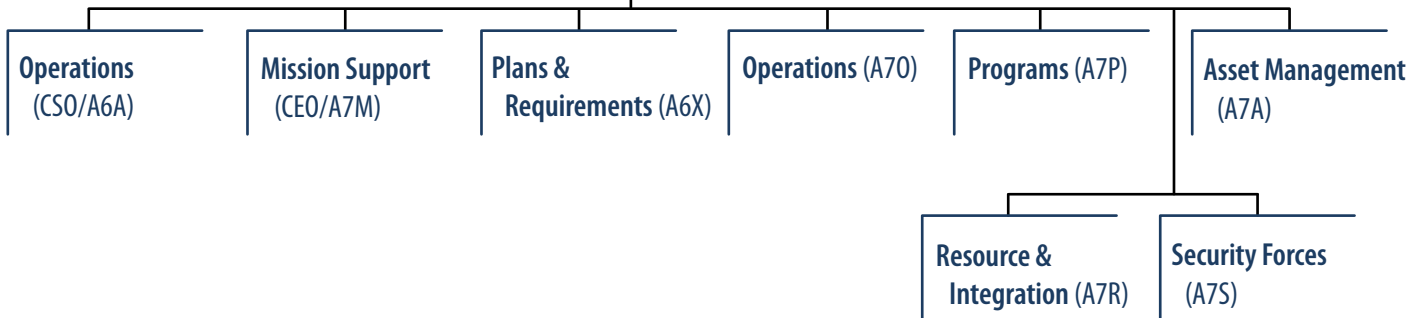 Operations
(CSO/A6A)
Mission Support
(CEO/A7M)
Plans &
Requirements (A6X)
Operations (A7O)
Programs (A7P)
Asset Management
(A7A)
Resource &
Integration (A7R)
Security Forces
(A7S)